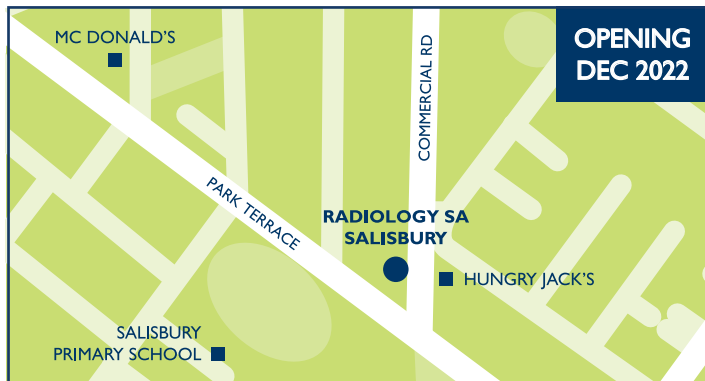 MC DONALD'S
OPENING
DEC 2022
COMMERCIAL RD
PARK TERRACE
RADIOLOGY SA
SALISBURY
HUNGRY JACK'S
SALISBURY
PRIMARY SCHOOL